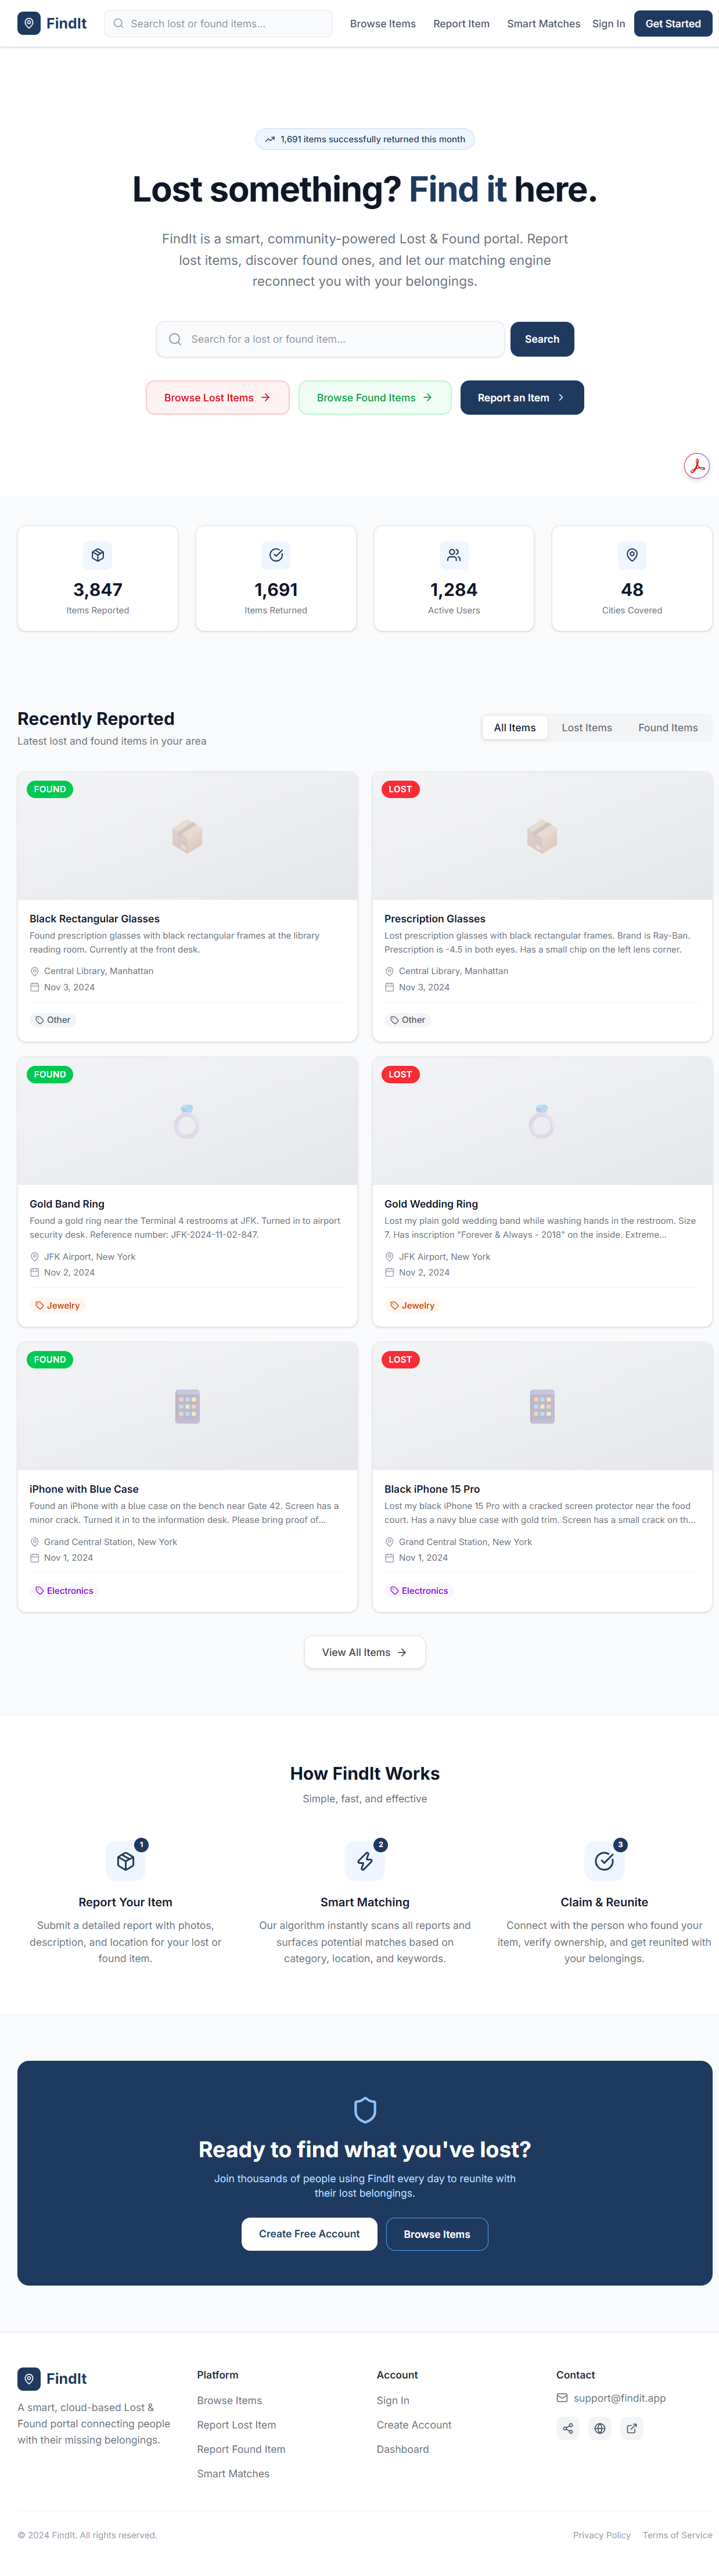 FindIt
Search lost or found items...
Browse Items
Report Item
Smart Matches
Sign In
Get Started
1,691 items successfully returned this month
Lost something? Find it here.
FindIt is a smart, community-powered Lost & Found portal. Report
lost items, discover found ones, and let our matching engine
reconnect you with your belongings.
Search for a lost or found item...
Search
Browse Lost Items
Browse Found Items
Report an Item
3,847
Items Reported
1,691
Items Returned
1,284
Active Users
48
Cities Covered
Recently Reported
Latest lost and found items in your area
All Items
Lost Items
Found Items
FOUND
Black Rectangular Glasses
Found prescription glasses with black rectangular frames at the library
reading room. Currently at the front desk.
Central Library, Manhattan
Nov 3, 2024
Other
LOST
Prescription Glasses
Lost prescription glasses with black rectangular frames. Brand is Ray-Ban.
Prescription is -4.5 in both eyes. Has a small chip on the left lens corner.
Central Library, Manhattan
Nov 3, 2024
Other
FOUND
Gold Band Ring
Found a gold ring near the Terminal 4 restrooms at JFK. Turned in to airport
security desk. Reference number: JFK-2024-11-02-847.
JFK Airport, New York
Nov 2, 2024
Jewelry
LOST
Gold Wedding Ring
Lost my plain gold wedding band while washing hands in the restroom. Size
7. Has inscription "Forever & Always - 2018" on the inside. Extreme...
JFK Airport, New York
Nov 2, 2024
Jewelry
FOUND
iPhone with Blue Case
Found an iPhone with a blue case on the bench near Gate 42. Screen has a
minor crack. Turned it in to the information desk. Please bring proof of...
Grand Central Station, New York
Nov 1, 2024
Electronics
LOST
Black iPhone 15 Pro
Lost my black iPhone 15 Pro with a cracked screen protector near the food
court. Has a navy blue case with gold trim. Screen has a small crack on th...
Grand Central Station, New York
Nov 1, 2024
Electronics
View All Items
How FindIt Works
Simple, fast, and effective
1
Report Your Item
Submit a detailed report with photos,
description, and location for your lost or
found item.
2
Smart Matching
Our algorithm instantly scans all reports and
surfaces potential matches based on
category, location, and keywords.
3
Claim & Reunite
Connect with the person who found your
item, verify ownership, and get reunited with
your belongings.
Ready to find what you've lost?
Join thousands of people using FindIt every day to reunite with
their lost belongings.
Create Free Account
Browse Items
FindIt
A smart, cloud-based Lost &
Found portal connecting people
with their missing belongings.
Platform
Browse Items
Report Lost Item
Report Found Item
Smart Matches
Account
Sign In
Create Account
Dashboard
Contact
support@findit.app
© 2024 FindIt. All rights reserved.
Privacy Policy
Terms of Service